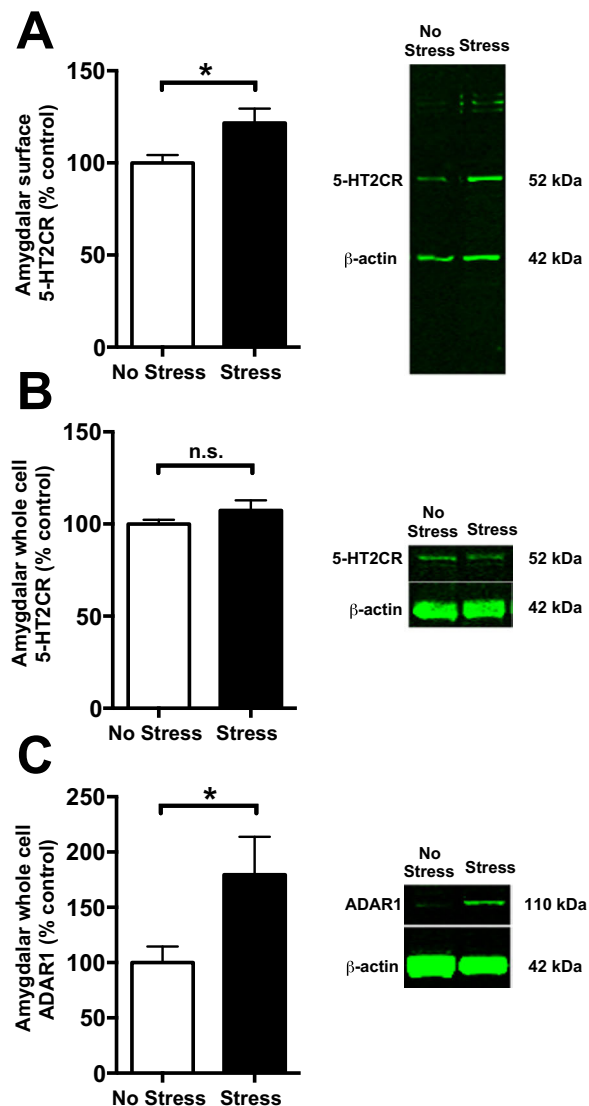 A
Amygdalar surface
5-HT2CR (% control)
150
100
50
0
*
No Stress
Stress
No
Stress
Stress
5-HT2CR
52 kDa
β-actin
42 kDa
B
Amygdalar whole cell
5-HT2CR (% control)
150
100
50
0
n.s.
No Stress
Stress
No
Stress
Stress
5-HT2CR
52 kDa
β-actin
42 kDa
C
Amygdalar whole cell
ADAR1 (% control)
250
200
150
100
50
0
*
No Stress
Stress
No
Stress
Stress
ADAR1
110 kDa
β-actin
42 kDa